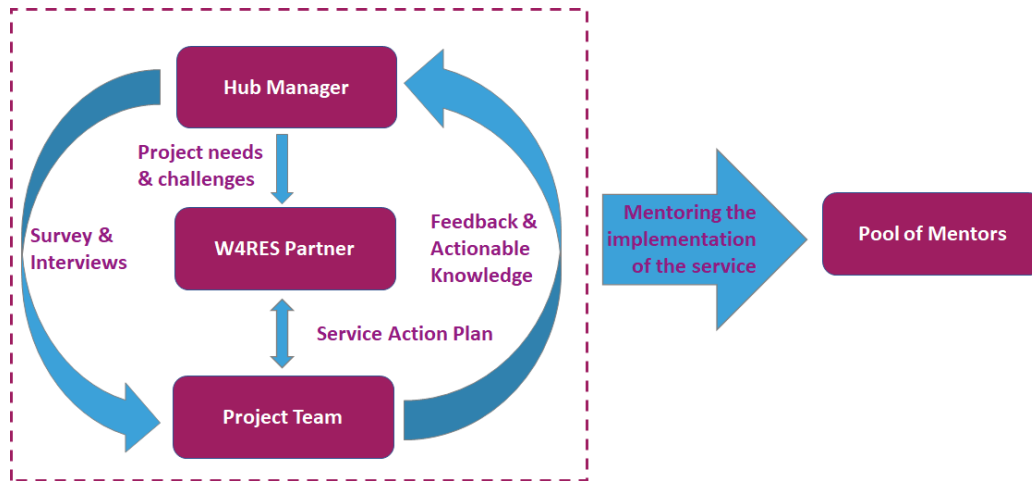 Hub Manager
Project needs
& challenges
Survey &
Interviews
W4RES Partner
Feedback &
Actionable
Knowledge
Service Action Plan
Project Team
Mentoring the
implementation
of the service
Pool of Mentors